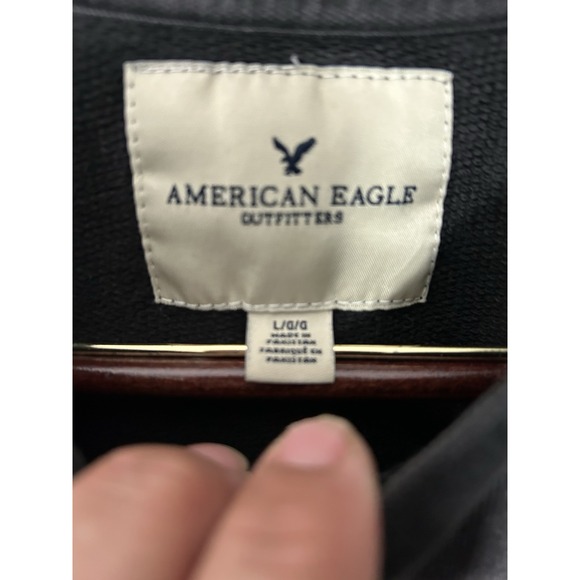 AMERICAN EAGLE
OUTFITTERS
L/G/G
MADE IN
PAKISTAN
FABRIQUÉ EN
PAKISTAN